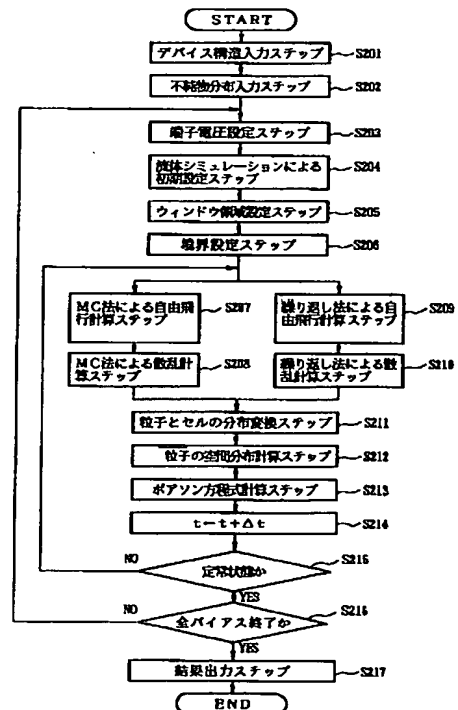 START
デバイス構造入力ステップ
S201
不純物分布入力ステップ
S202
端子電圧設定ステップ
S203
流体シミュレーションによる
初期設定ステップ
S204
ウィンドウ領域設定ステップ
S205
境界設定ステップ
S206
MC法による自由飛
行計算ステップ
S207
繰り返し法による自
由飛行計算ステップ
S209
MC法による散乱計
算ステップ
S208
繰り返し法による散
乱計算ステップ
S210
粒子とセルの分布変換ステップ
S211
粒子の空間分布計算ステップ
S212
ポアソン方程式計算ステップ
S213
t←t+Δt
S214
NO
定常状態か
S215
YES
NO
全バイアス終了か
S216
YES
結果出力ステップ
S217
END